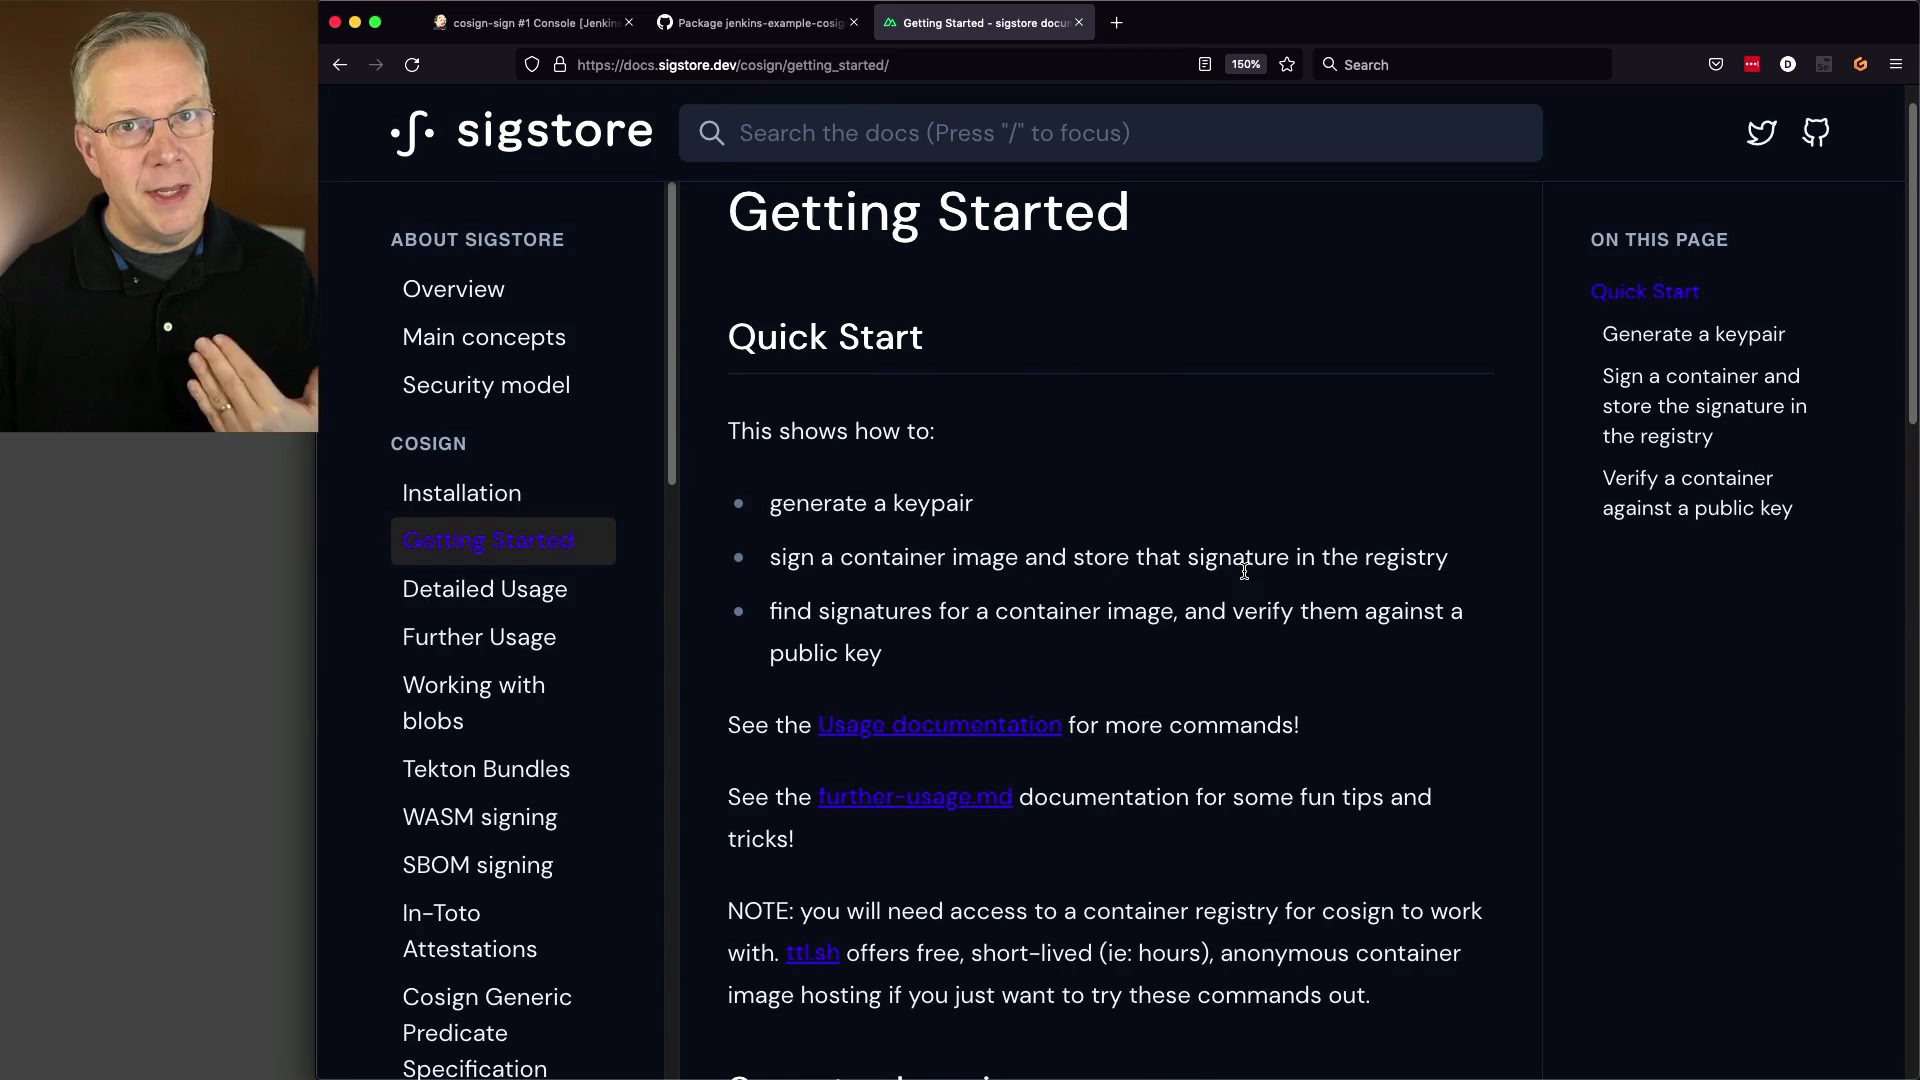 cosign-sign #1 Console [Jenkins
Package jenkins-example-cosig
Getting Started - sigstore docu
https://docs.sigstore.dev/cosign/getting_started/
150%
Search
sigstore
Search the docs (Press "/" to focus)
ABOUT SIGSTORE
Overview
Main concepts
Security model
COSIGN
Installation
Getting Started
Detailed Usage
Further Usage
Working with
blobs
Tekton Bundles
WASM signing
SBOM signing
In-Toto
Attestations
Cosign Generic
Predicate
Specification
Getting Started
Quick Start
This shows how to:
• generate a keypair
• sign a container image and store that signature in the registry
• find signatures for a container image, and verify them against a
public key
See the Usage documentation for more commands!
See the further-usage.md documentation for some fun tips and
tricks!
NOTE: you will need access to a container registry for cosign to work
with. ttl.sh offers free, short-lived (ie: hours), anonymous container
image hosting if you just want to try these commands out.
ON THIS PAGE
Quick Start
Generate a keypair
Sign a container and
store the signature in
the registry
Verify a container
against a public key